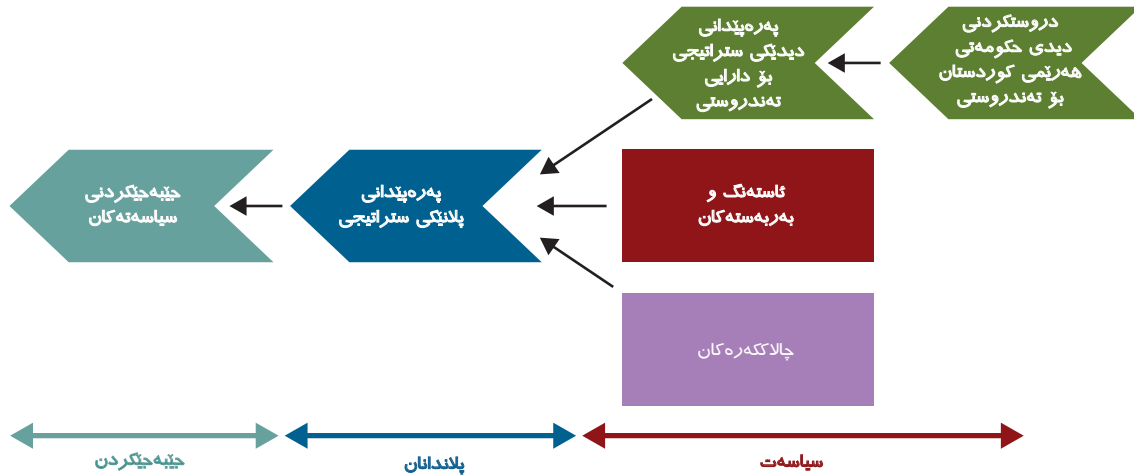 دروستکردنی
دیدی حکومەتی
هەرێمی کوردستان
بۆ تەندروستی
پەرەپێدانی
دیدێکی ستراتیجی
بۆ دارایی
تەندروستی
ئاستەنگ و
بەربەستەکان
چالاککەرەکان
پەرەپێدانی
پلانێکی ستراتیجی
جێبەجێکردنی
سیاسەتەکان
سیاسەت
پلاندانان
جێبەجێکردن